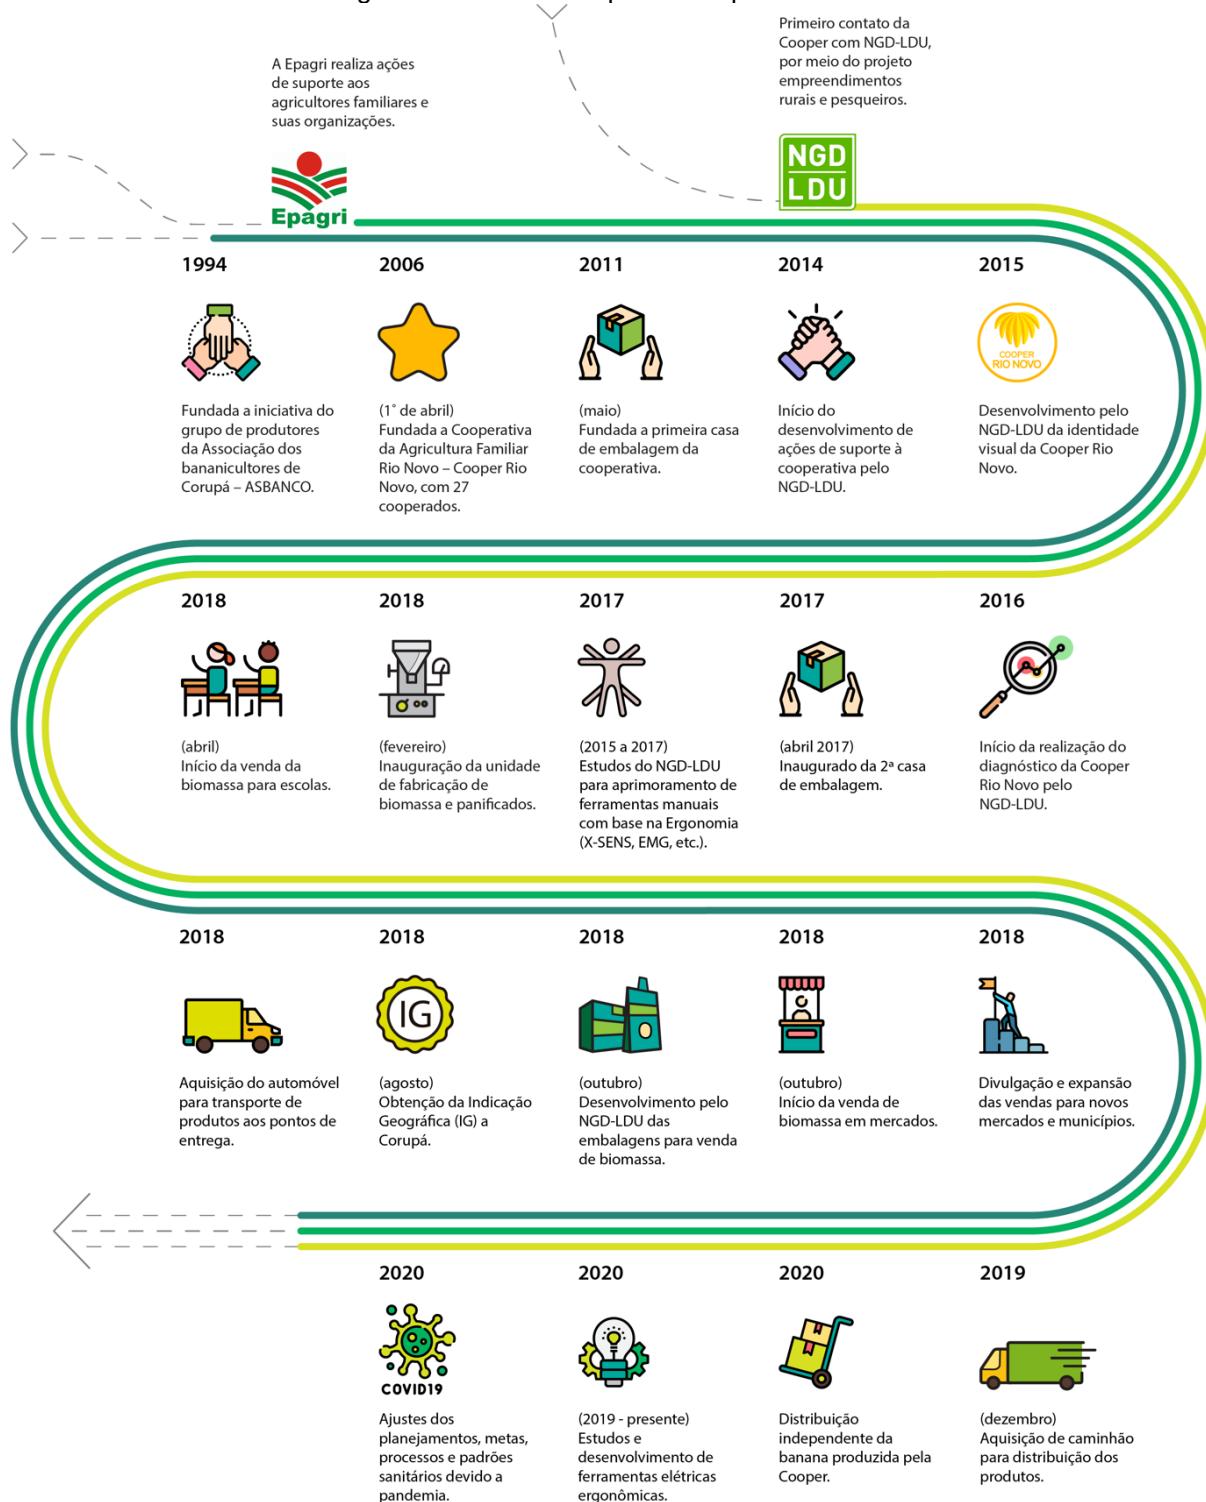 A Epagri realiza ações
de suporte aos
agricultores familiares e
suas organizações.
Primeiro contato da
Cooper com NGD-LDU,
por meio do projeto
empreendimentos
rurais e pesqueiros.
Epagri
NGD
LDU
1994
Fundada a iniciativa do
grupo de produtores
da Associação dos
bananicultores de
Corupá – ASBANCO.
2006
(1˚ de abril)
Fundada a Cooperativa
da Agricultura Familiar
Rio Novo – Cooper Rio
Novo, com 27
cooperados.
2011
(maio)
Fundada a primeira casa
de embalagem da
cooperativa.
2014
Início do
desenvolvimento de
ações de suporte à
cooperativa pelo
NGD-LDU.
2015
COOPER
RIO NOVO
Desenvolvimento pelo
NGD-LDU da identidade
visual da Cooper Rio
Novo.
2018
(abril)
Início da venda da
biomassa para escolas.
2018
(fevereiro)
Inauguração da unidade
de fabricação de
biomassa e panificados.
2017
(2015 a 2017)
Estudos do NGD-LDU
para aprimoramento de
ferramentas manuais
com base na Ergonomia
(X-SENS, EMG, etc.).
2017
(abril 2017)
Inaugurado da 2ª casa
de embalagem.
2016
Início da realização do
diagnóstico da Cooper
Rio Novo pelo
NGD-LDU.
2018
Aquisição do automóvel
para transporte de
produtos aos pontos de
entrega.
2018
IG
(agosto)
Obtenção da Indicação
Geográfica (IG) a
Corupá.
2018
(outubro)
Desenvolvimento pelo
NGD-LDU das
embalagens para venda
de biomassa.
2018
(outubro)
Início da venda de
biomassa em mercados.
2018
Divulgação e expansão
das vendas para novos
mercados e municípios.
2020
COVID19
Ajustes dos
planejamentos, metas,
processos e padrões
sanitários devido a
pandemia.
2020
(2019 - presente)
Estudos e
desenvolvimento de
ferramentas elétricas
ergonômicas.
2020
Distribuição
independente da
banana produzida pela
Cooper.
2019
(dezembro)
Aquisição de caminhão
para distribuição dos
produtos.